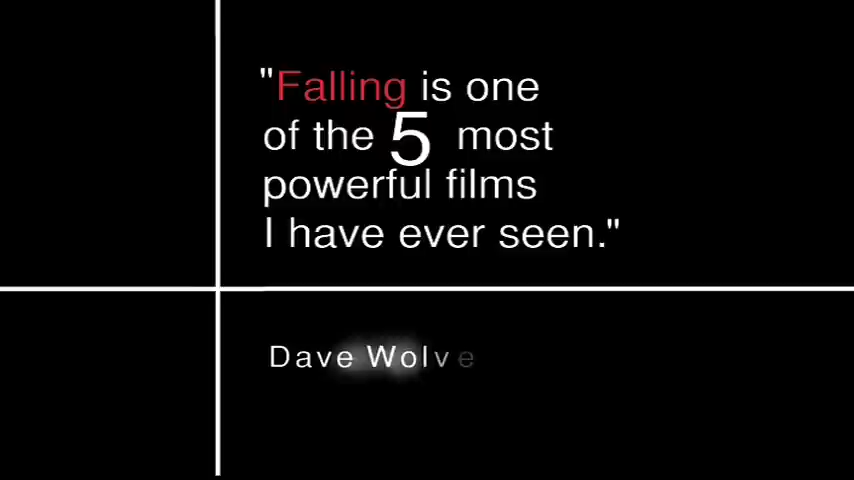 "Falling is one
of the 5 most
powerful films
I have ever seen."
Dave Wolve